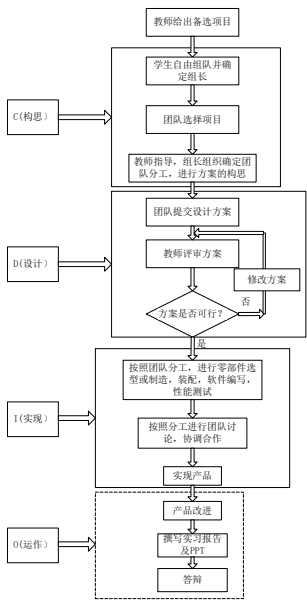 教师给出备选项目
学生自由组队并确
定组长
C(构思)
团队选择项目
教师指导，组长组织确定团
队分工，进行方案的构思
团队提交设计方案
教师评审方案
D(设计)
修改方案
否
方案是否可行？
是
按照团队分工，进行零部件选
型或制造，装配，软件编写，
性能测试
I(实现)
按照分工进行团队讨
论，协调合作
实现产品
产品改进
O(运作)
撰写实习报告
及PPT
答辩